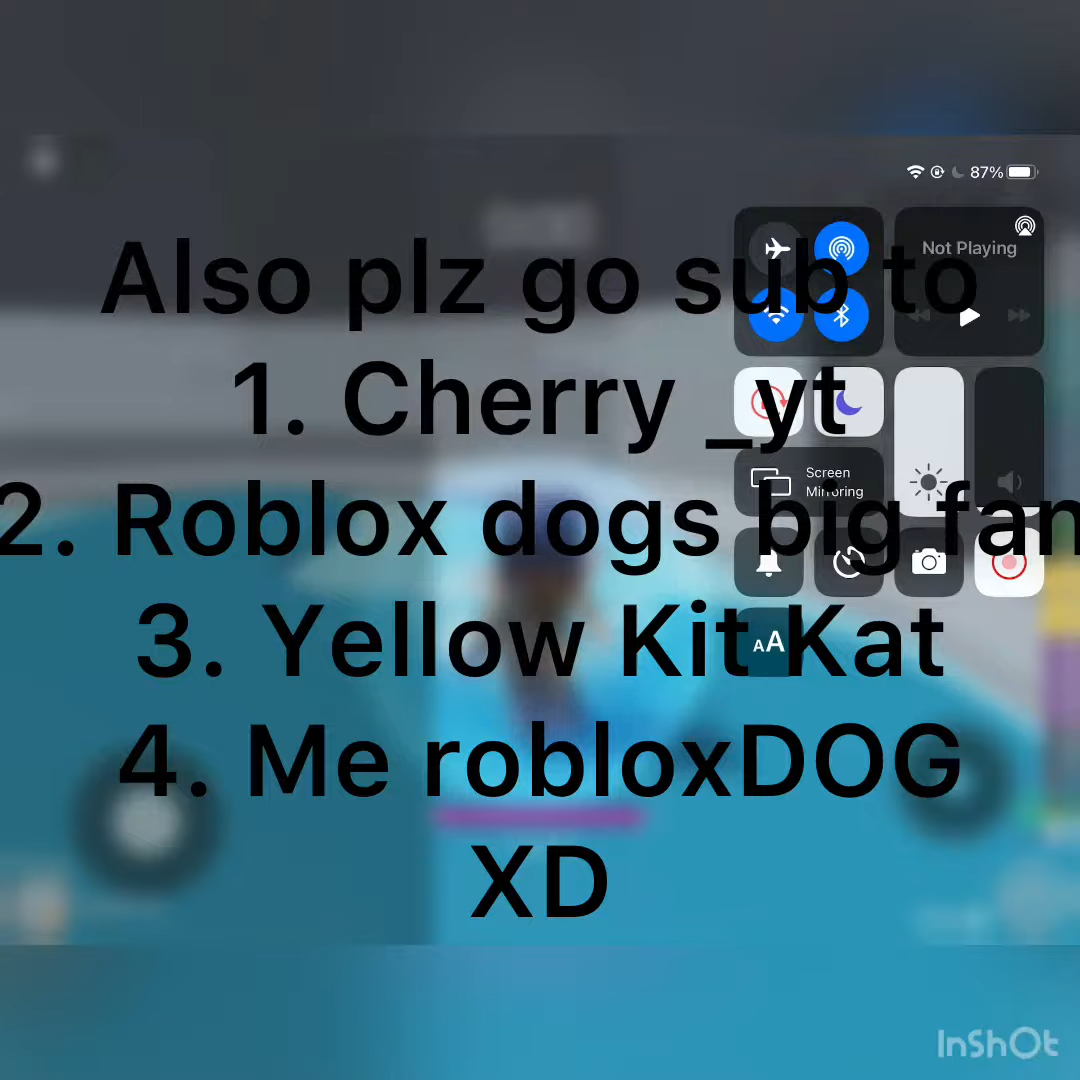 87%
Not Playing
Also plz go sub to
1. Cherry _yt
Screen
Mirroring
2. Roblox dogs big fan
3. Yellow Kit Kat
AA
4. Me robloxDOG
XD
InShOt